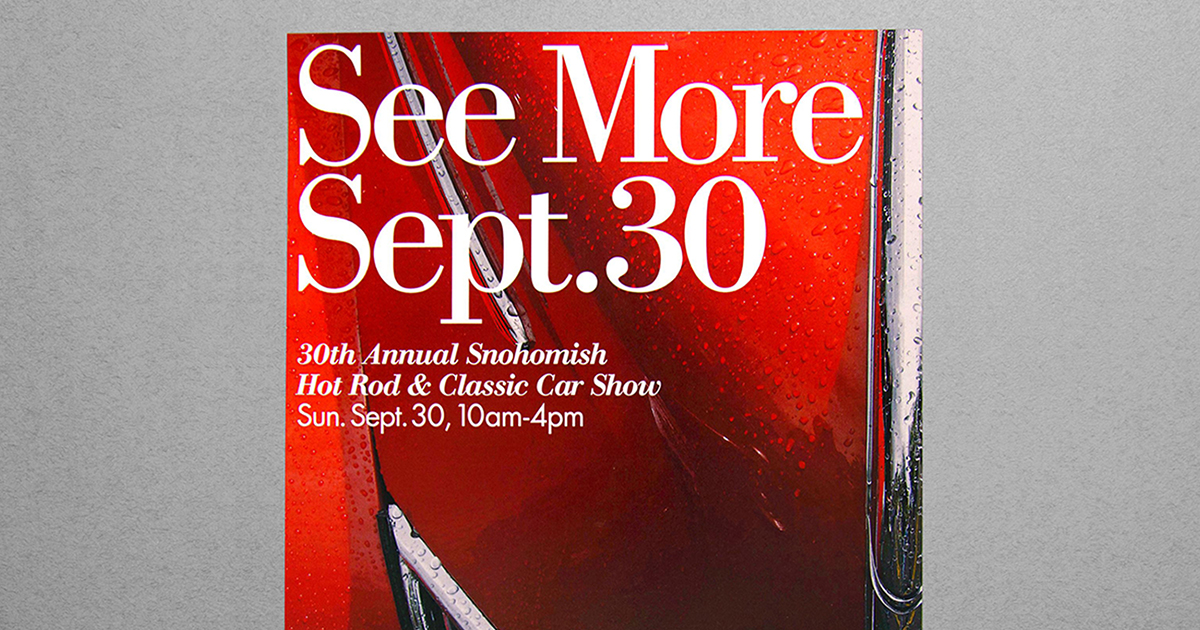 See More
Sept. 30
30th Annual Snohomish
Hot Rod & Classic Car Show
Sun. Sept. 30, 10am-4pm